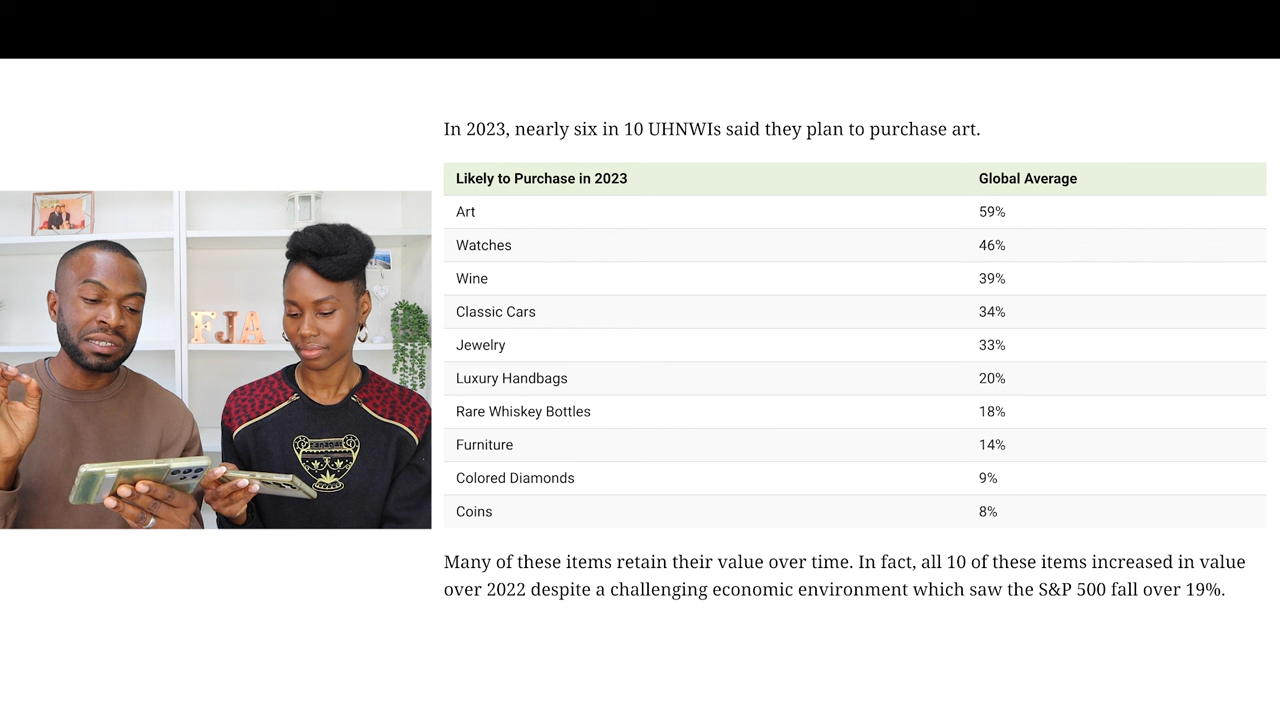 In 2023, nearly six in 10 UHNWIs said they plan to purchase art.
Likely to Purchase in 2023 Global Average
Art 59%
Watches 46%
Wine 39%
Classic Cars 34%
Jewelry 33%
Luxury Handbags 20%
Rare Whiskey Bottles 18%
Furniture 14%
Colored Diamonds 9%
Coins 8%
Many of these items retain their value over time. In fact, all 10 of these items increased in value
over 2022 despite a challenging economic environment which saw the S&P 500 fall over 19%.
FJA